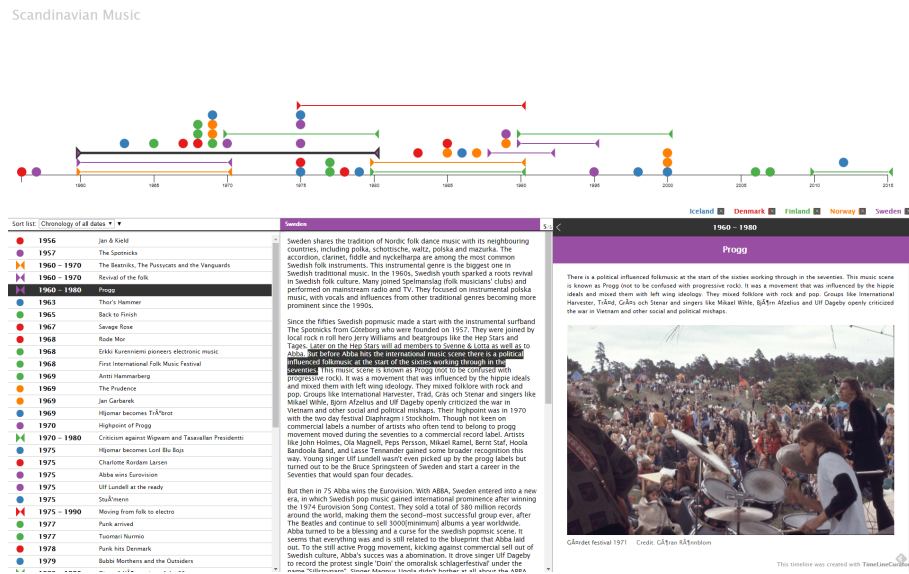 Scandinavian Music
1960
1965
1970
1975
1980
1985
1990
1995
2000
2005
2010
2015
Iceland x Denmark x Finland x Norway x Sweden
Sort list: Chronology of all dates ▾ ▼
1956 Jan & Kield
1957 The Spotnicks
1960 – 1970 The Beatniks, The Pussycats and the Vanguards
1960 – 1970 Revival of the folk
1960 – 1980 Progg
1963 Thor's Hammer
1965 Back to Finish
1967 Savage Rose
1968 Rode Mor
1968 Erkki Kurenniemi pioneers electronic music
1968 First International Folk Music Festival
1969 Antti Hammarberg
1969 The Prudence
1969 Jan Garbarek
1969 Hljomar becomes TrÃºbrot
1970 Highpoint of Progg
1970 – 1980 Criticism against Wigwam and Tasavallan Presidentti
1975 Hljomar becomes Lonl Blu Bojs
1975 Charlotte Rordam Larsen
1975 Abba wins Eurovision
1975 Ulf Lundell at the ready
1975 StuÃ°menn
1975 – 1990 Moving from folk to electro
1977 Punk arrived
1977 Tuomari Nurmio
1978 Punk hits Denmark
1979 Bubbi Morthens and the Outsiders
Sweden
Sweden shares the tradition of Nordic folk dance music with its neighbouring
countries, including polka, schottische, waltz, polska and mazurka. The
accordion, clarinet, fiddle and nyckelharpa are among the most common
Swedish folk instruments. This instrumental genre is the biggest one in
Swedish traditional music. In the 1960s, Swedish youth sparked a roots revival
in Swedish folk culture. Many joined Spelmanslag (folk musicians' clubs) and
performed on mainstream radio and TV. They focused on instrumental polska
music, with vocals and influences from other traditional genres becoming more
prominent since the 1990s.
Since the fifties Swedish popmusic made a start with the instrumental surfband
The Spotnicks from Göteborg who were founded on 1957. They were joined by
local rock n roll hero Jerry Williams and beatgroups like the Hep Stars and
Tages. Later on the Hep Stars will ad members to Svenne & Lotta as well as to
Abba. But before Abba hits the international music scene there is a political
influenced folkmusic at the start of the sixties working through in the
seventies. This music scene is known as Progg (not to be confused with
progressive rock). It was a movement that was influenced by the hippie ideals
and mixed them with left wing ideology. They mixed folklore with rock and
pop. Groups like International Harvester, Träd, Gräs och Stenar and singers like
Mikael Wihle, Björn Afzelius and Ulf Dageby openly criticized the war in
Vietnam and other social and political mishaps. Their highpoint was in 1970
with the two day festival Diaphragm i Stockholm. Though not keen on
commercial labels a number of artists who often tend to belong to progg
movement moved during the seventies to a commercial record label. Artists
like John Holmes, Ola Magnell, Peps Persson, Mikael Ramel, Bernt Staf, Hoola
Bandoola Band, and Lasse Tennander gained some broader recognition this
way. Young singer Ulf Lundell wasn't even picked up by the progg labels but
turned out to be the Bruce Springsteen of Sweden and start a career in the
Seventies that would span four decades.
But then in 75 Abba wins the Eurovision. With ABBA, Sweden entered into a new
era, in which Swedish pop music gained international prominence after winning
the 1974 Eurovision Song Contest. They sold a total of 380 million records
around the world, making them the second-most successful group ever, after
The Beatles and continue to sell 3000[minimum] albums a year worldwide.
Abba turned to be a blessing and a curse for the swedish popmsic scene. It
seems that everything was and is still related to the blueprint that Abba laid
out. To the still active Progg movement, kicking against commercial sell out of
Swedish culture, Abba's succes was a abomination. It drove singer Ulf Dageby
to record the protest single 'Doin' the omoralisk schlagerfestival' under the
1960 – 1980
Progg
There is a political influenced folkmusic at the start of the sixties working through in the seventies. This music scene
is known as Progg (not to be confused with progressive rock). It was a movement that was influenced by the hippie
ideals and mixed them with left wing ideology. They mixed folklore with rock and pop. Groups like International
Harvester, TrÃ¤d, GrÃ¤s och Stenar and singers like Mikael Wihle, BjÃ¶rn Afzelius and Ulf Dageby openly criticized
the war in Vietnam and other social and political mishaps.
GÃ¤rdet festival 1971 Credit: GÃ¶ran RÃ¶nnblom
This timeline was created with TimeLineCurator